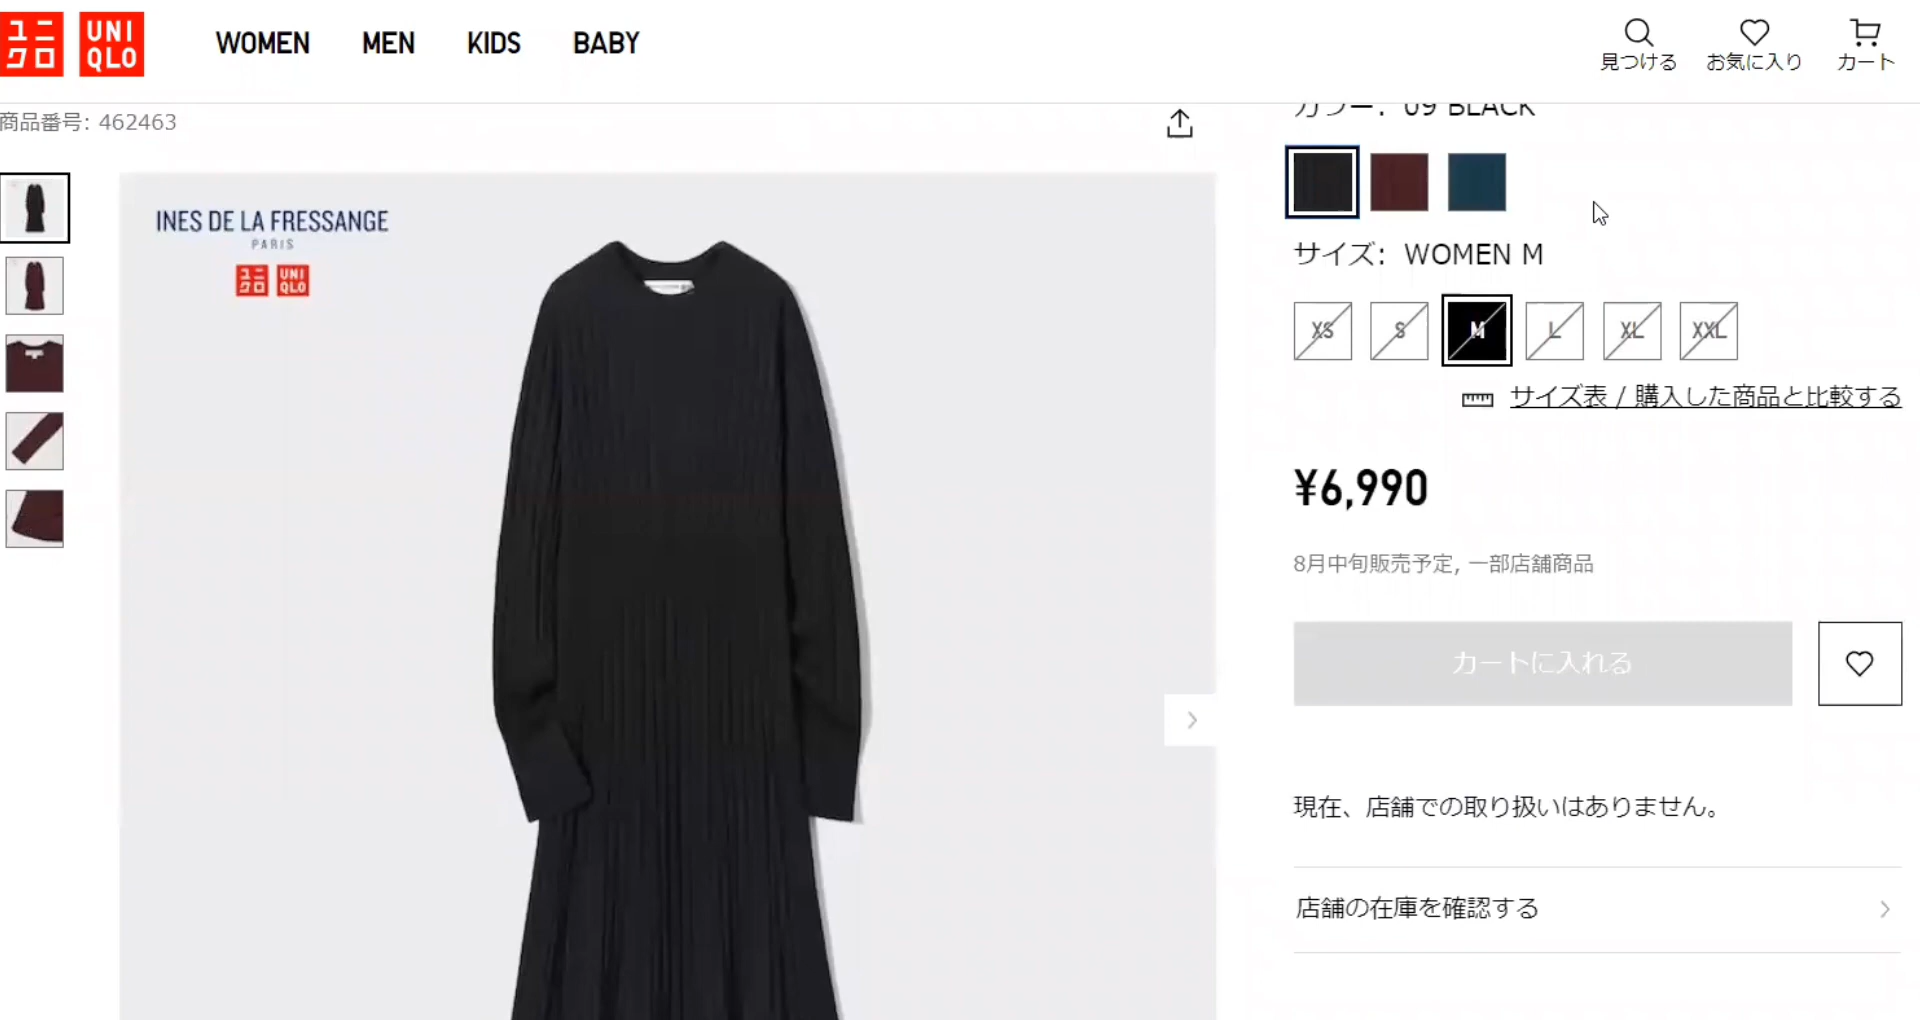 ユニクロ UNIQLO WOMEN MEN KIDS BABY 見つける お気に入り カート
商品番号: 462463
カラー: 09 BLACK
INES DE LA FRESSANGE
PARIS
ユニクロ UNIQLO
サイズ: WOMEN M
XS S M L XL XXL
サイズ表 / 購入した商品と比較する
¥6,990
8月中旬販売予定, 一部店舗商品
カートに入れる
現在、店舗での取り扱いはありません。
店舗の在庫を確認する